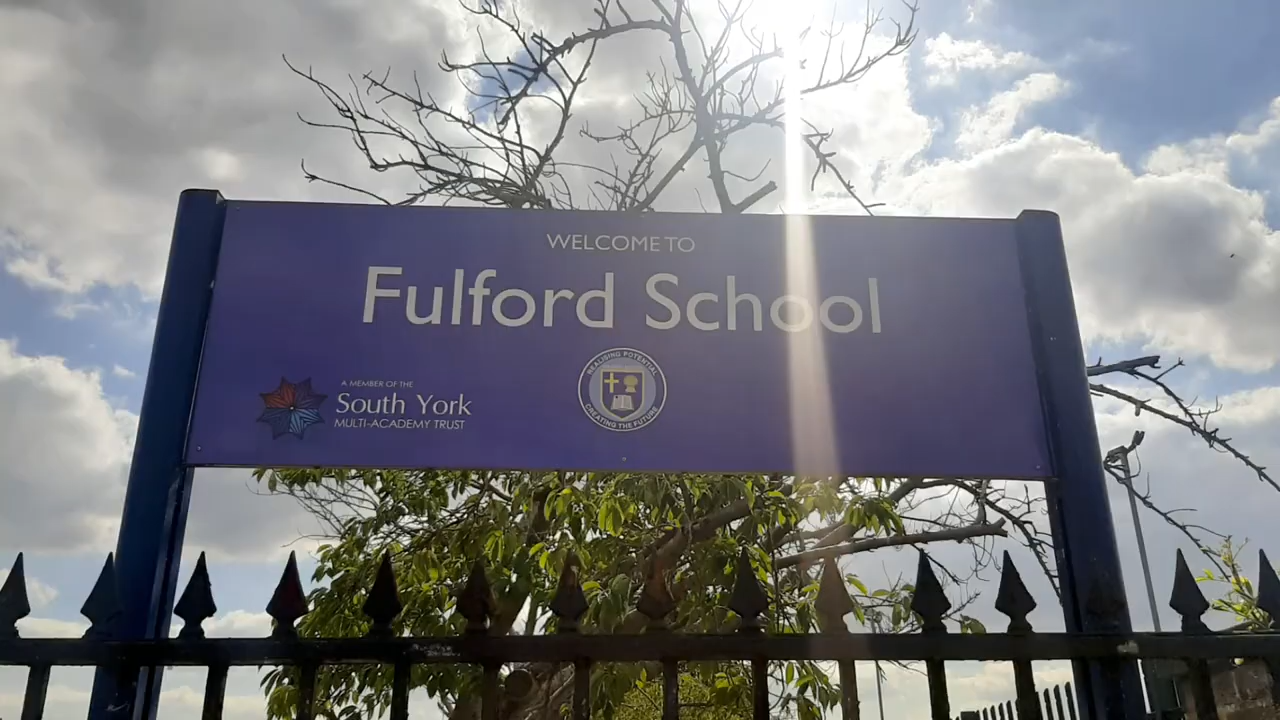 WELCOME TO
Fulford School
A MEMBER OF THE
South York
MULTI-ACADEMY TRUST
REALISING POTENTIAL
CREATING THE FUTURE